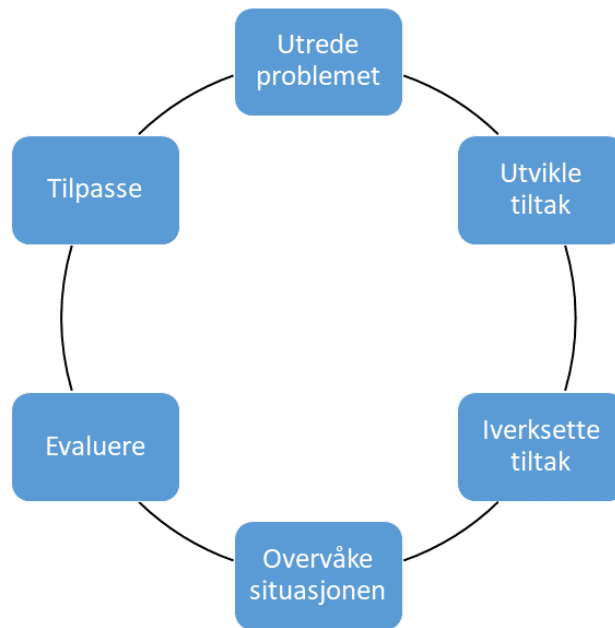 Utrede
problemet
Utvikle
tiltak
Iverksette
tiltak
Overvåke
situasjonen
Evaluere
Tilpasse